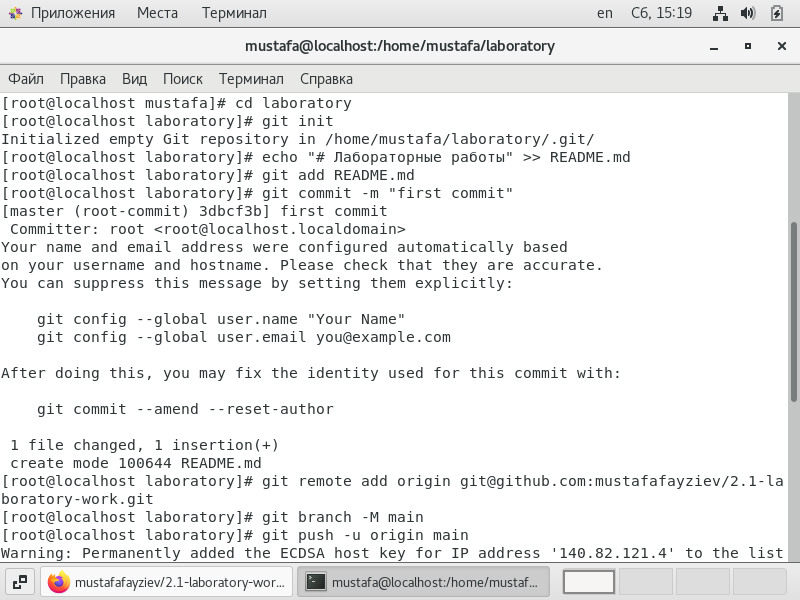 Приложения Места Терминал en Сб, 15:19
mustafa@localhost:/home/mustafa/laboratory
Файл Правка Вид Поиск Терминал Справка
[root@localhost mustafa]# cd laboratory
[root@localhost laboratory]# git init
Initialized empty Git repository in /home/mustafa/laboratory/.git/
[root@localhost laboratory]# echo "# Лабораторные работы" >> README.md
[root@localhost laboratory]# git add README.md
[root@localhost laboratory]# git commit -m "first commit"
[master (root-commit) 3dbcf3b] first commit
 Committer: root <root@localhost.localdomain>
Your name and email address were configured automatically based
on your username and hostname. Please check that they are accurate.
You can suppress this message by setting them explicitly:

    git config --global user.name "Your Name"
    git config --global user.email you@example.com

After doing this, you may fix the identity used for this commit with:

    git commit --amend --reset-author

 1 file changed, 1 insertion(+)
 create mode 100644 README.md
[root@localhost laboratory]# git remote add origin git@github.com:mustafafayziev/2.1-la
boratory-work.git
[root@localhost laboratory]# git branch -M main
[root@localhost laboratory]# git push -u origin main
Warning: Permanently added the ECDSA host key for IP address '140.82.121.4' to the list
mustafafayziev/2.1-laboratory-wor... mustafa@localhost:/home/mustaf...